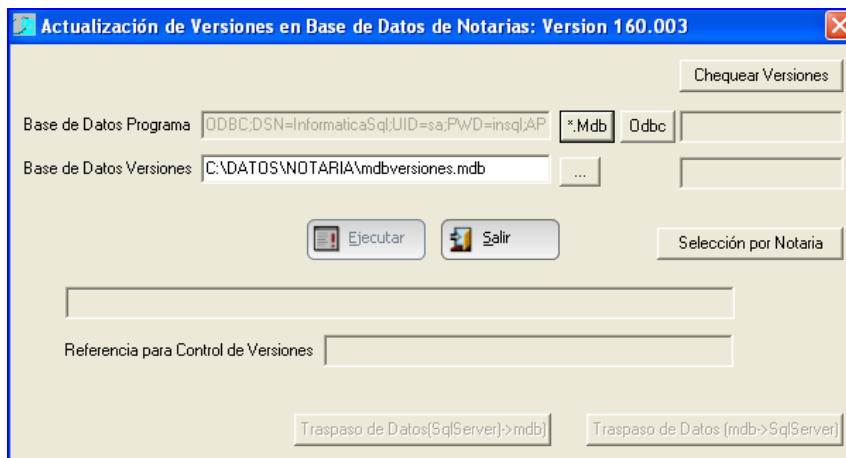 Actualización de Versiones en Base de Datos de Notarias: Version 160.003
Chequear Versiones
Base de Datos Programa ODBC;DSN=InformaticaSql;UID=sa;PWD=insql;AP *.Mdb Odbc
Base de Datos Versiones C:\DATOS\NOTARIA\mdbversiones.mdb ...
Ejecutar Salir Selección por Notaria
Referencia para Control de Versiones
Traspaso de Datos(SqlServer)->mdb) Traspaso de Datos (mdb->SqlServer)